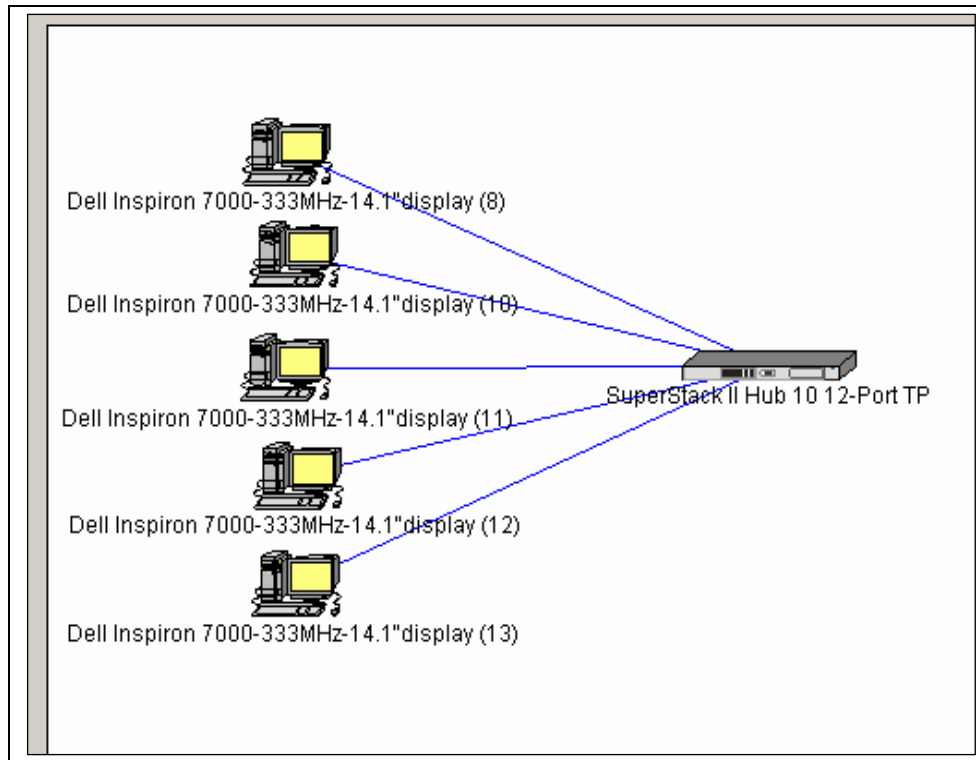 Dell Inspiron 7000-333MHz-14.1"display (8)
Dell Inspiron 7000-333MHz-14.1"display (10)
Dell Inspiron 7000-333MHz-14.1"display (11)
SuperStack II Hub 10 12-Port TP
Dell Inspiron 7000-333MHz-14.1"display (12)
Dell Inspiron 7000-333MHz-14.1"display (13)